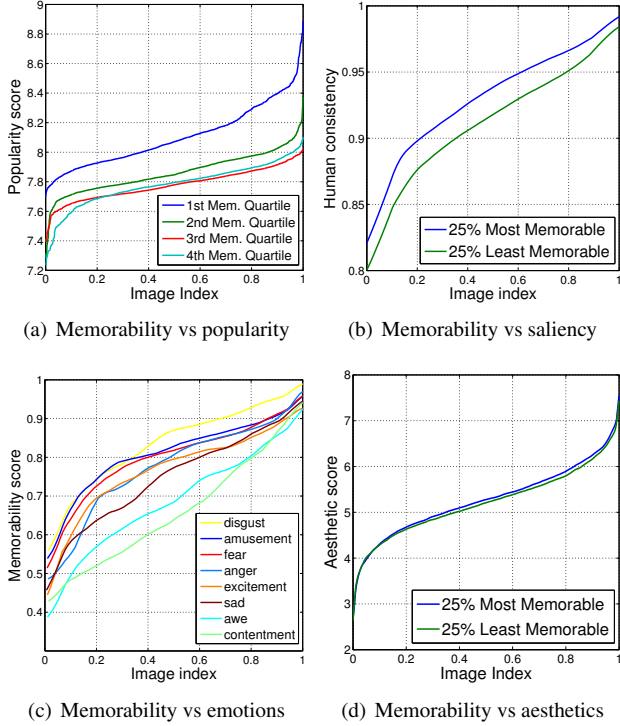 9
8.8
8.6
8.4
8.2
8
7.8
7.6
7.4
7.2
0 0.2 0.4 0.6 0.8 1
Popularity score
Image Index
1st Mem. Quartile
2nd Mem. Quartile
3rd Mem. Quartile
4th Mem. Quartile
(a) Memorability vs popularity
1
0.95
0.9
0.85
0.8
0 0.2 0.4 0.6 0.8 1
Human consistency
Image index
25% Most Memorable
25% Least Memorable
(b) Memorability vs saliency
1
0.9
0.8
0.7
0.6
0.5
0.4
0 0.2 0.4 0.6 0.8 1
Memorability score
Image index
disgust
amusement
fear
anger
excitement
sad
awe
contentment
(c) Memorability vs emotions
8
7
6
5
4
3
2
0 0.2 0.4 0.6 0.8 1
Aesthetic score
Image Index
25% Most Memorable
25% Least Memorable
(d) Memorability vs aesthetics